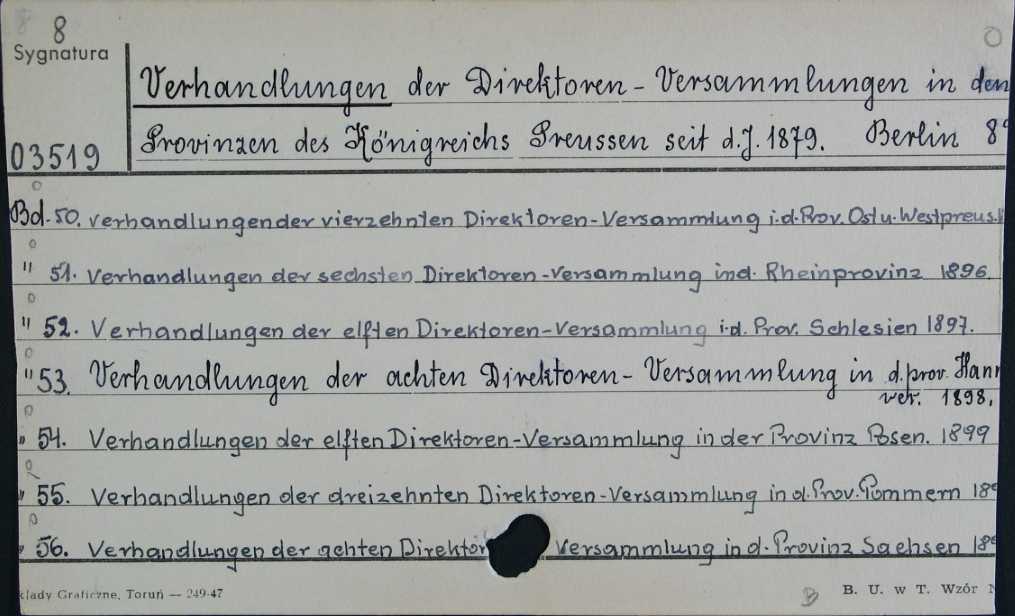 8
Sygnatura
03519
Verhandlungen der Direktoren-Versammlungen in den
Provinzen des Königreichs Preussen seit d.J. 1879. Berlin 8°
Bd. 50. Verhandlungen der vierzehnten Direktoren-Versammlung i.d. Prov. Ost u. Westpreus.
" 51. Verhandlungen der sechsten Direktoren-Versammlung in d. Rheinprovinz 1896.
" 52. Verhandlungen der elften Direktoren-Versammlung i.d. Prov. Schlesien 1897.
" 53. Verhandlungen der achten Direktoren-Versammlung in d. prov. Hann
ver. 1898.
" 54. Verhandlungen der elften Direktoren-Versammlung in der Provinz Posen. 1899
" 55. Verhandlungen der dreizehnten Direktoren-Versammlung in d. Prov. Pommern 18
" 56. Verhandlungen der achten Direktor Versammlung in d. Provinz Sachsen 18
kłady Graficzne, Toruń — 249-47
B
B. U. w T. Wzór